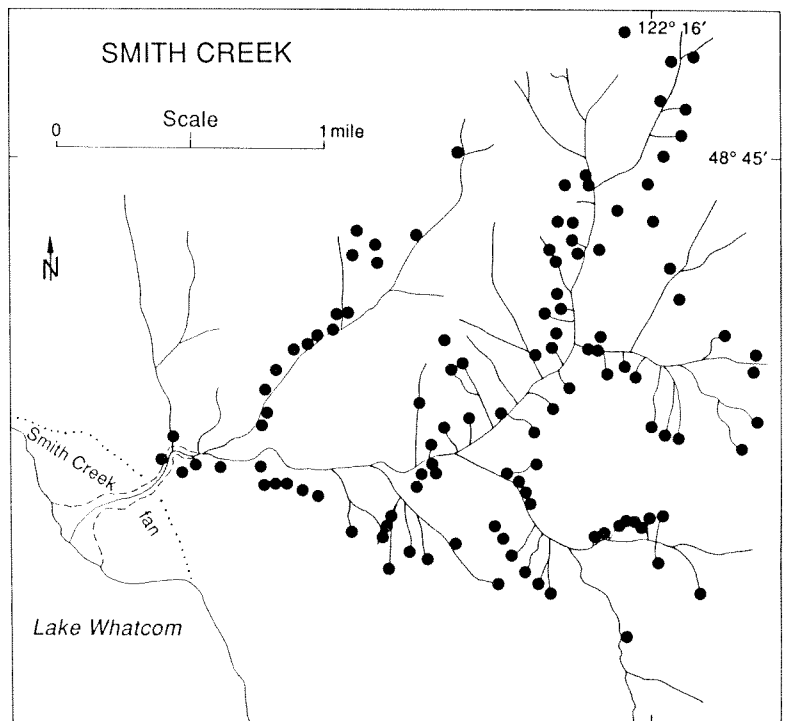 122° 16′
SMITH CREEK
Scale
0 1 mile
48° 45′
N
Smith Creek
fan
Lake Whatcom